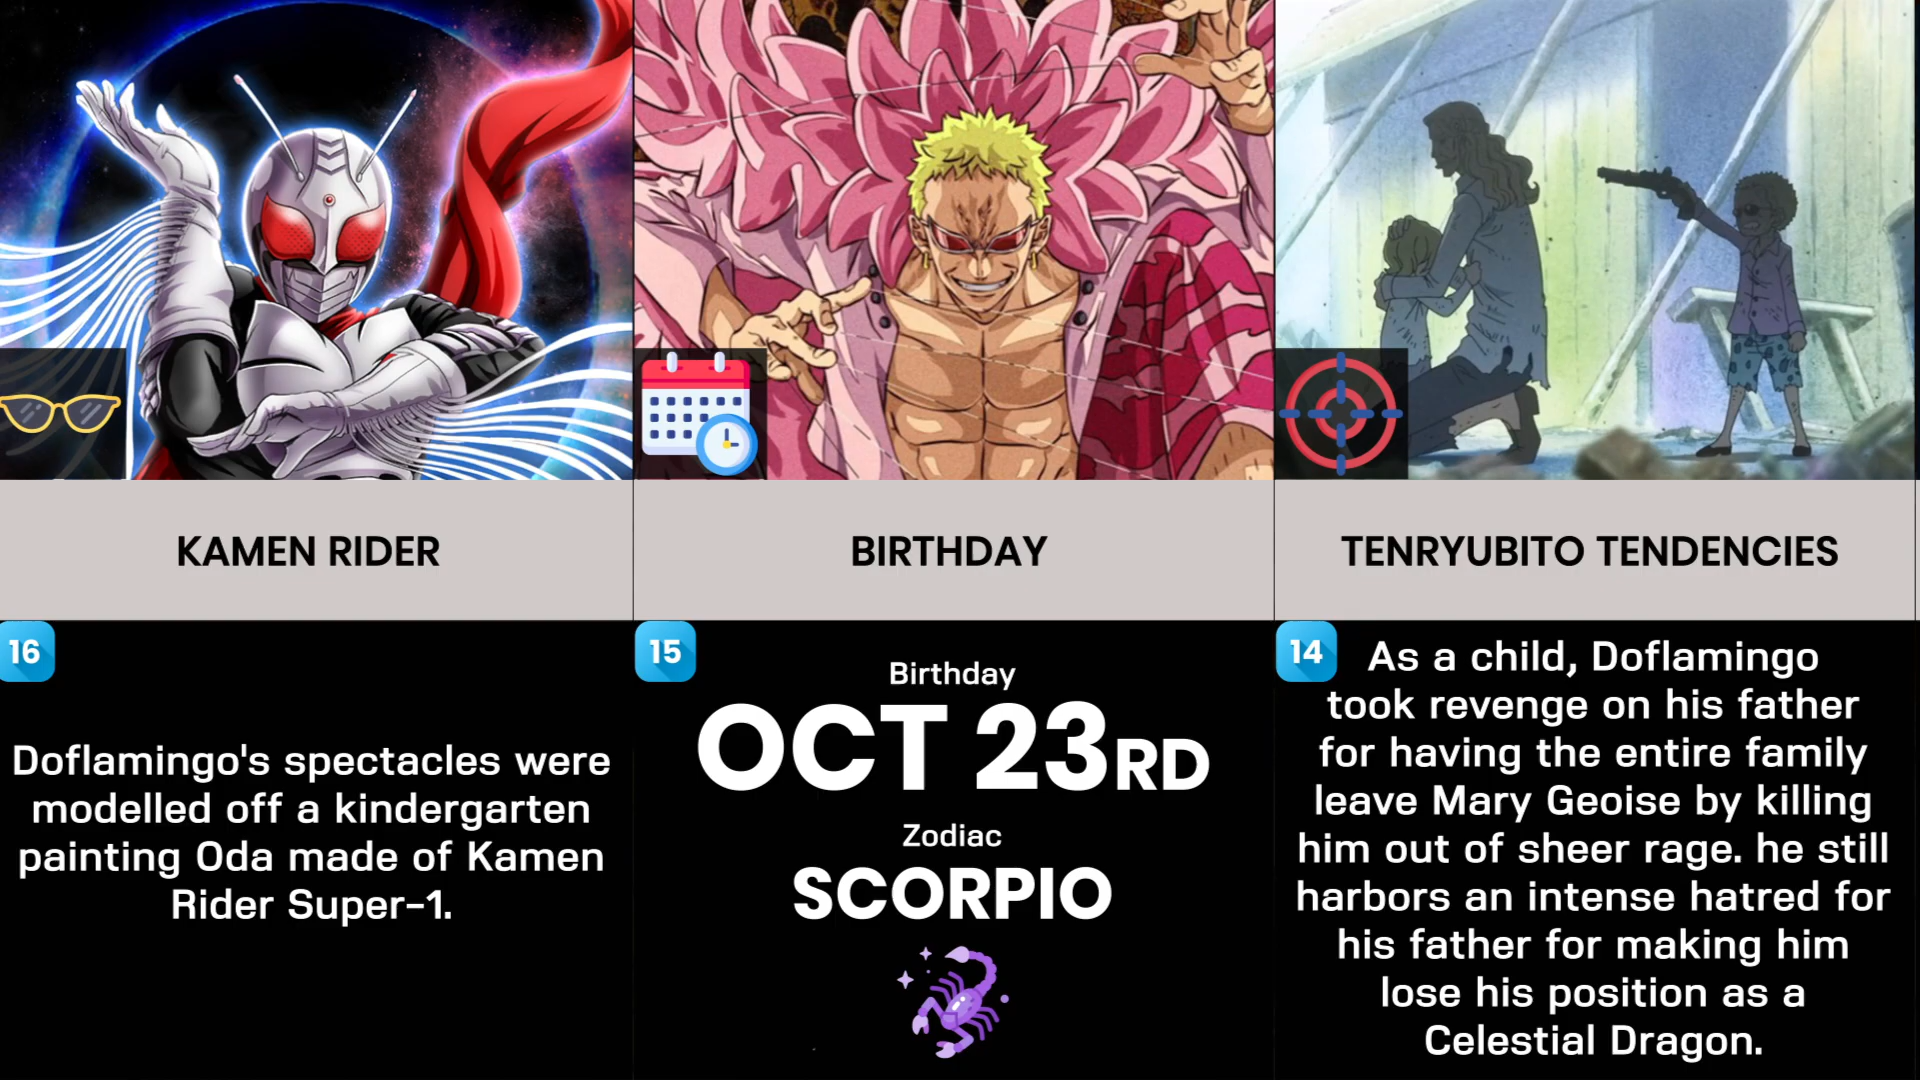 KAMEN RIDER
16
Doflamingo's spectacles were
modelled off a kindergarten
painting Oda made of Kamen
Rider Super-1.
BIRTHDAY
15
Birthday
OCT 23RD
Zodiac
SCORPIO
TENRYUBITO TENDENCIES
14
As a child, Doflamingo
took revenge on his father
for having the entire family
leave Mary Geoise by killing
him out of sheer rage. he still
harbors an intense hatred for
his father for making him
lose his position as a
Celestial Dragon.